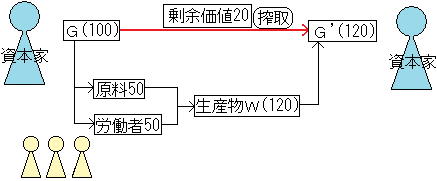 剰余価値20 搾取
G(100)
G'(120)
資本家
資本家
原料50
生産物W(120)
労働者50